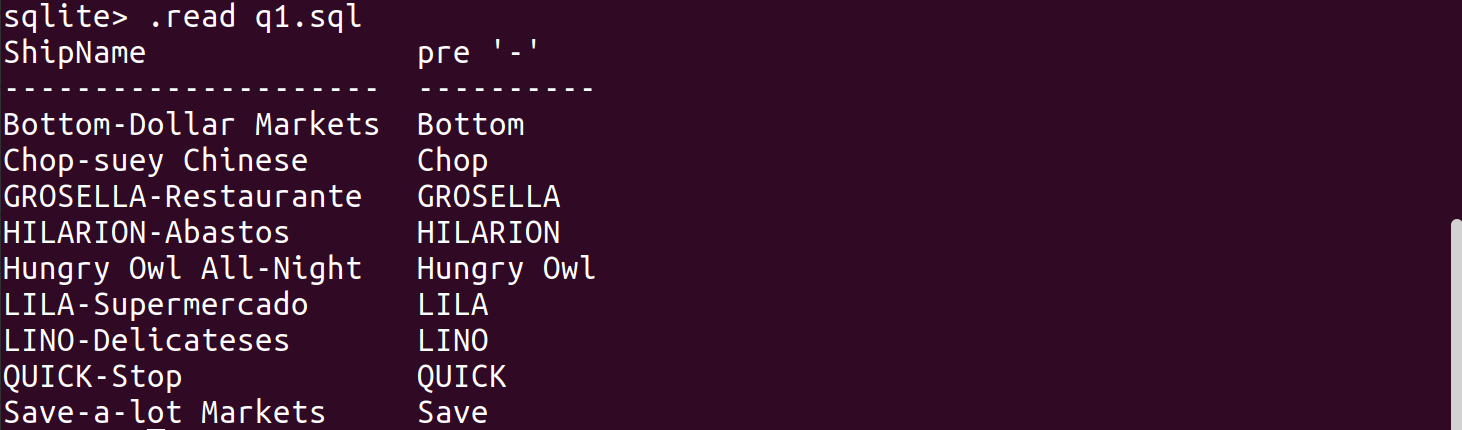 sqlite> .read q1.sql
ShipName               pre '-'
---------------------  ----------
Bottom-Dollar Markets  Bottom
Chop-suey Chinese      Chop
GROSELLA-Restaurante   GROSELLA
HILARION-Abastos       HILARION
Hungry Owl All-Night   Hungry Owl
LILA-Supermercado      LILA
LINO-Delicateses       LINO
QUICK-Stop             QUICK
Save-a-lot Markets     Save